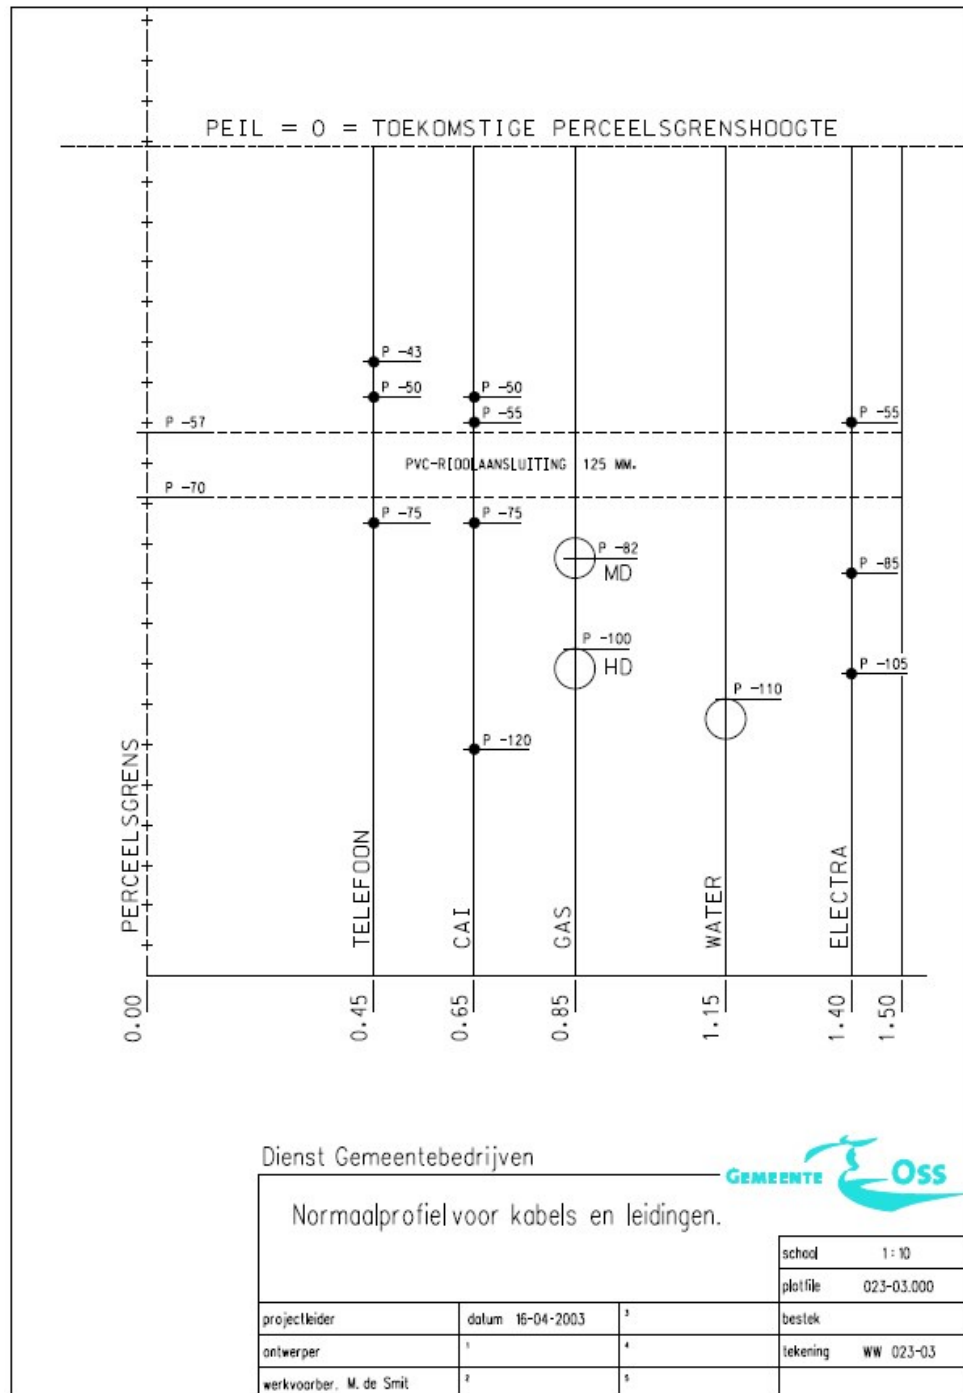 PEIL = 0 = TOEKOMSTIGE PERCEELSGRENSHOOGTE
P -43
P -50
P -50
P -55
P -55
P -57
PVC-RIOOLAANSLUITING 125 MM.
P -70
P -75
P -75
P -82
MD
P -85
P -100
HD
P -105
P -110
P -120
PERCEELSGRENS
TELEFOON
CAI
GAS
WATER
ELECTRA
0.00
0.45
0.65
0.85
1.15
1.40
1.50
Dienst Gemeentebedrijven
GEMEENTE OSS
Normaalprofiel voor kabels en leidingen.
schaal 1:10
plotfile 023-03.000
projectleider datum 16-04-2003 3 bestek
ontwerper 1 4 tekening WW 023-03
werkvoorber. M. de Smit 2 5